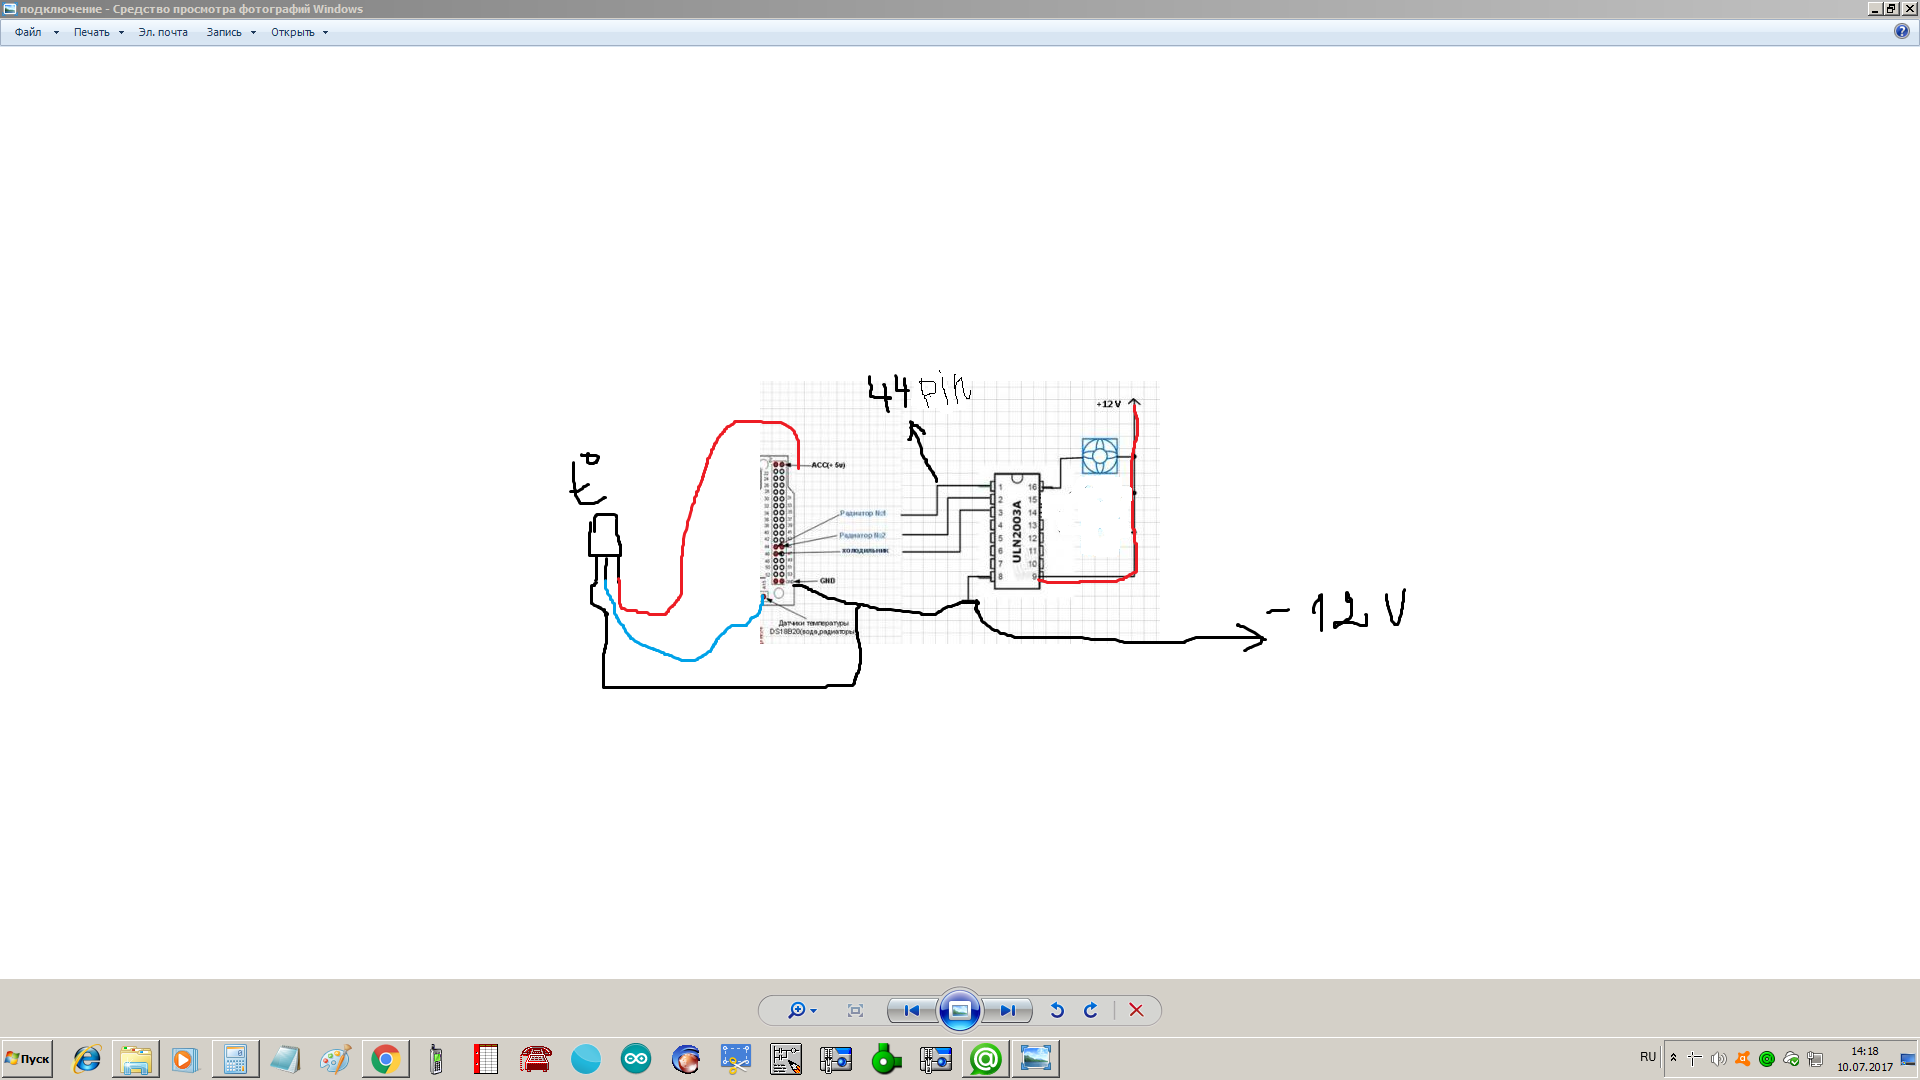 подключение - Средство просмотра фотографий Windows
Файл Печать Эл. почта Запись Открыть
44 pin
+12 V
t°
ACC(+ 5v)
1 16
2 15
3 14
4 13
5 12
6 11
7 10
8 9
ULN2003A
Радиатор №1
Радиатор №2
холодильник
GND
- 12 V
Датчики температуры
DS18B20(вода,радиаторы)
Пуск
RU
14:18
10.07.2017